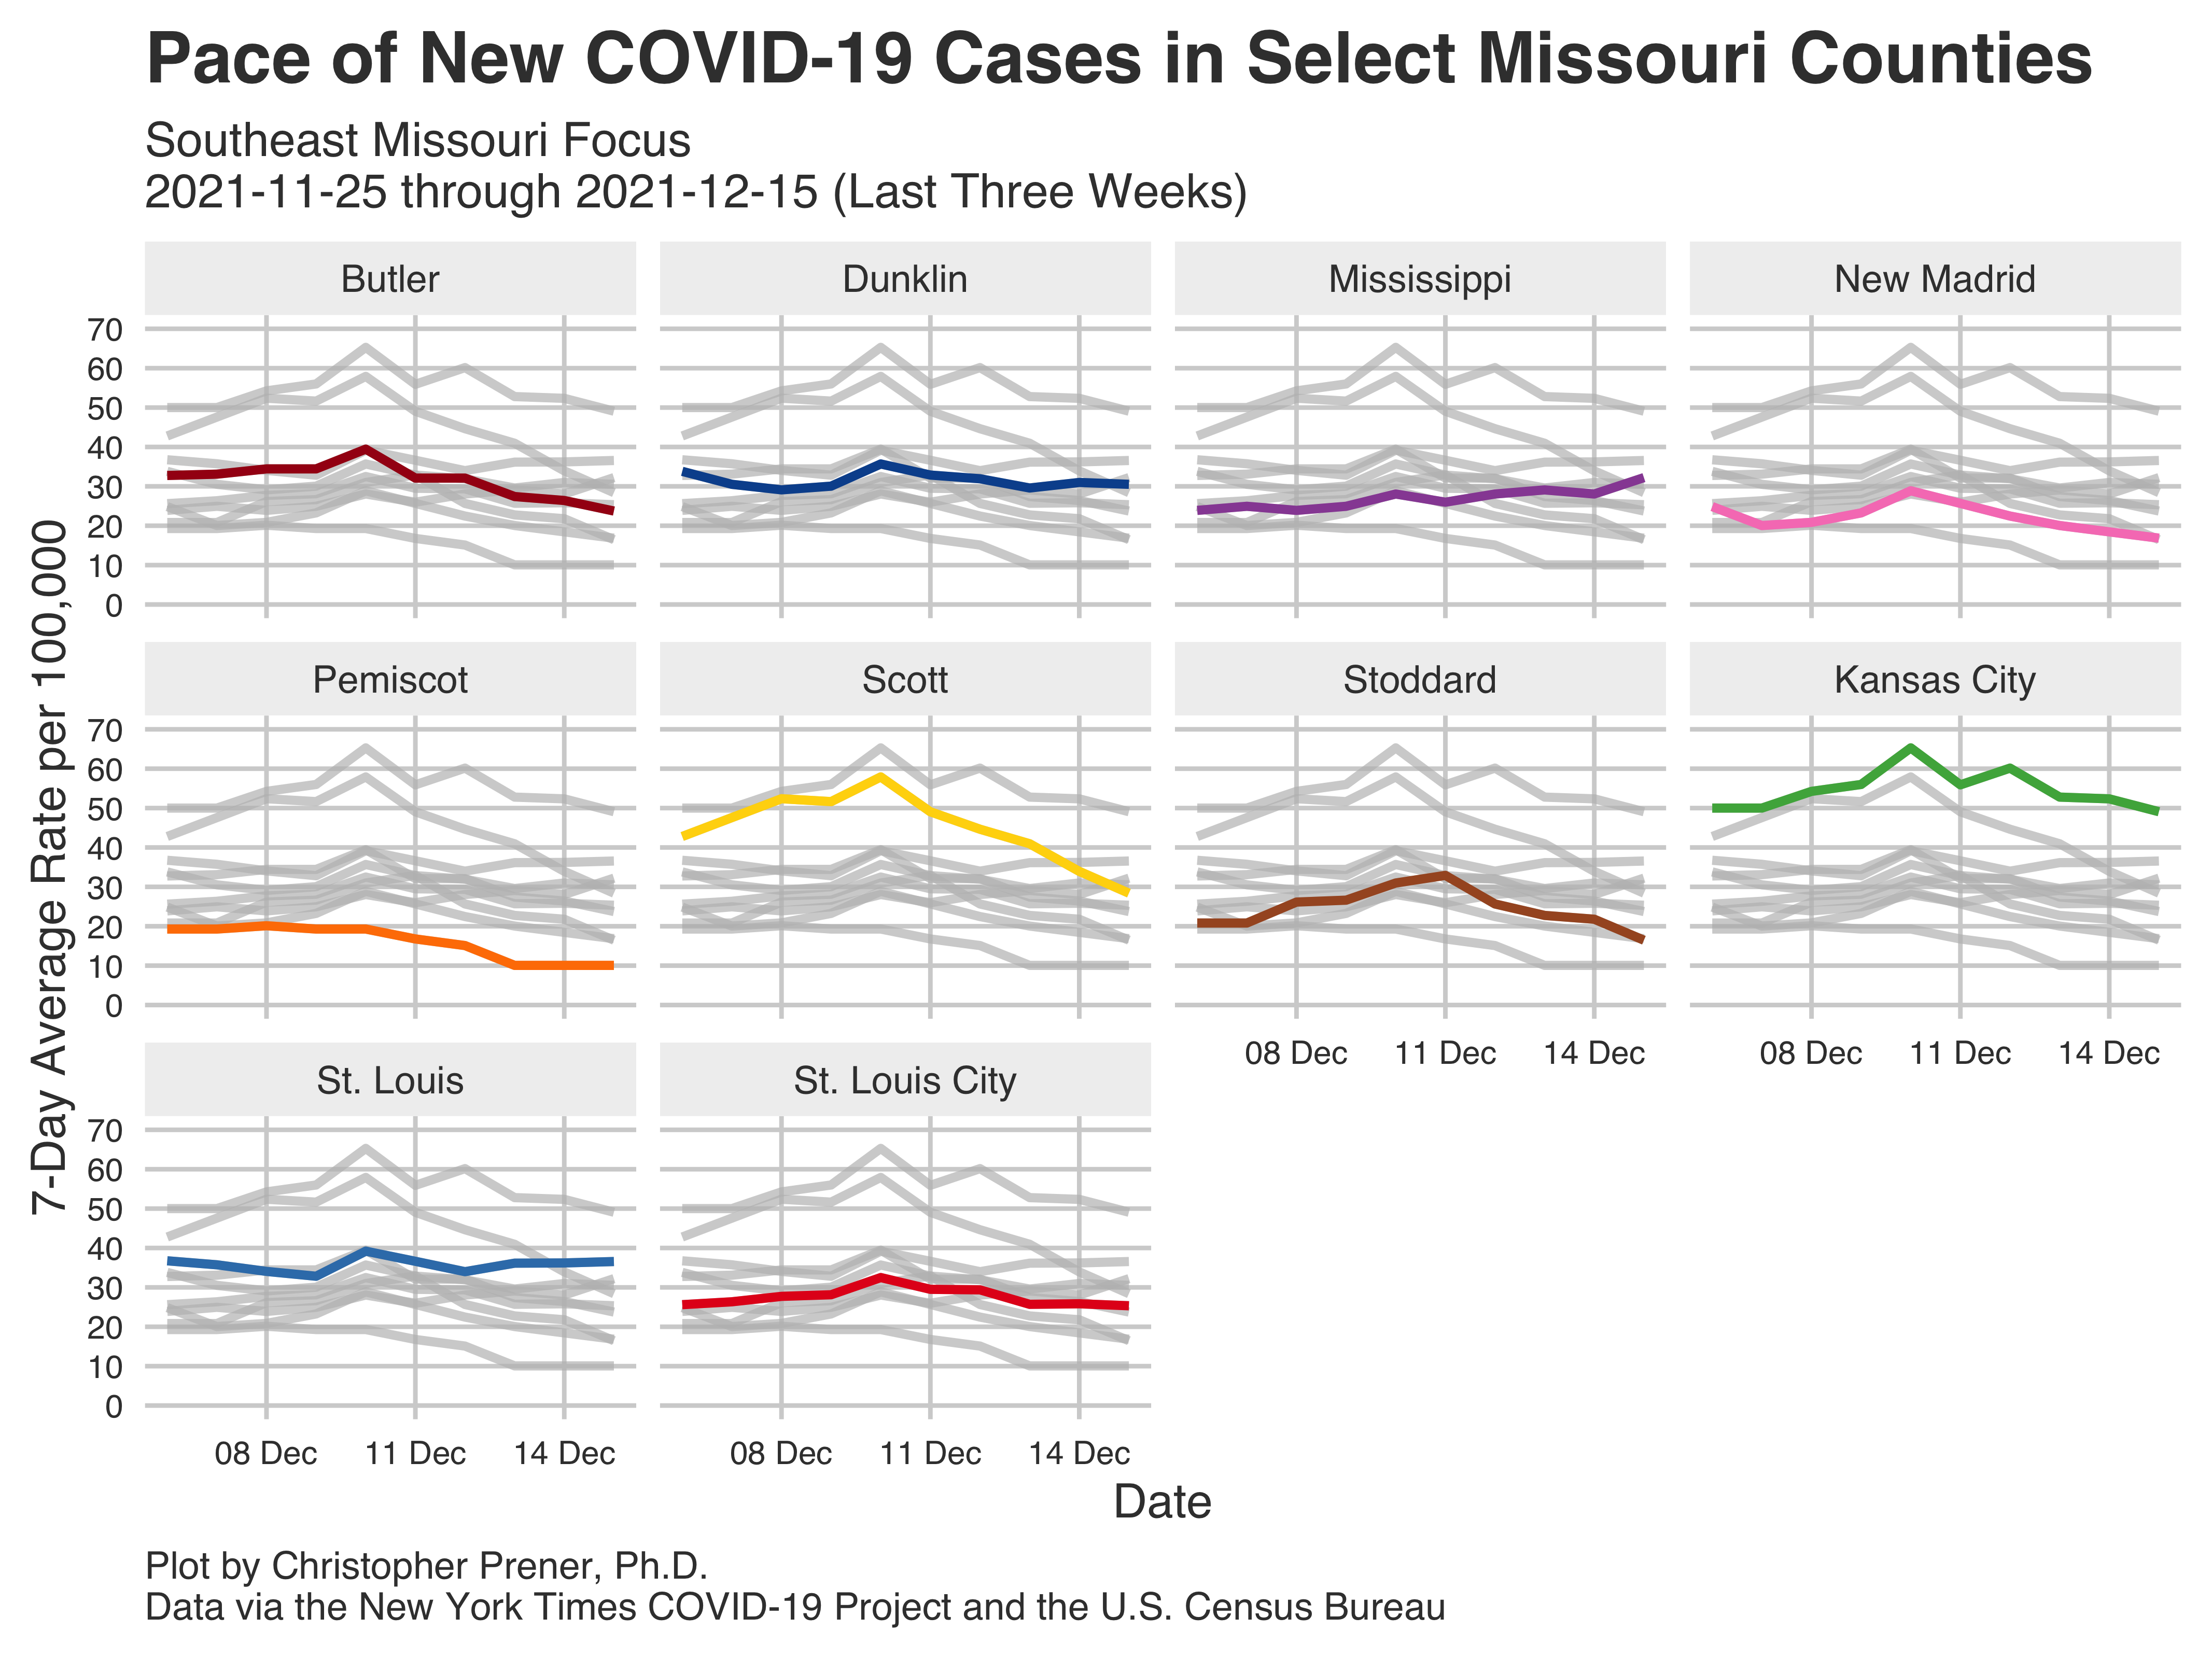 Pace of New COVID-19 Cases in Select Missouri Counties
Southeast Missouri Focus
2021-11-25 through 2021-12-15 (Last Three Weeks)
Butler
Dunklin
Mississippi
New Madrid
70
60
50
40
30
20
10
0
Pemiscot
Scott
Stoddard
Kansas City
70
60
50
40
30
20
10
0
08 Dec 11 Dec 14 Dec
08 Dec 11 Dec 14 Dec
St. Louis
St. Louis City
70
60
50
40
30
20
10
0
08 Dec 11 Dec 14 Dec
08 Dec 11 Dec 14 Dec
7-Day Average Rate per 100,000
Date
Plot by Christopher Prener, Ph.D.
Data via the New York Times COVID-19 Project and the U.S. Census Bureau